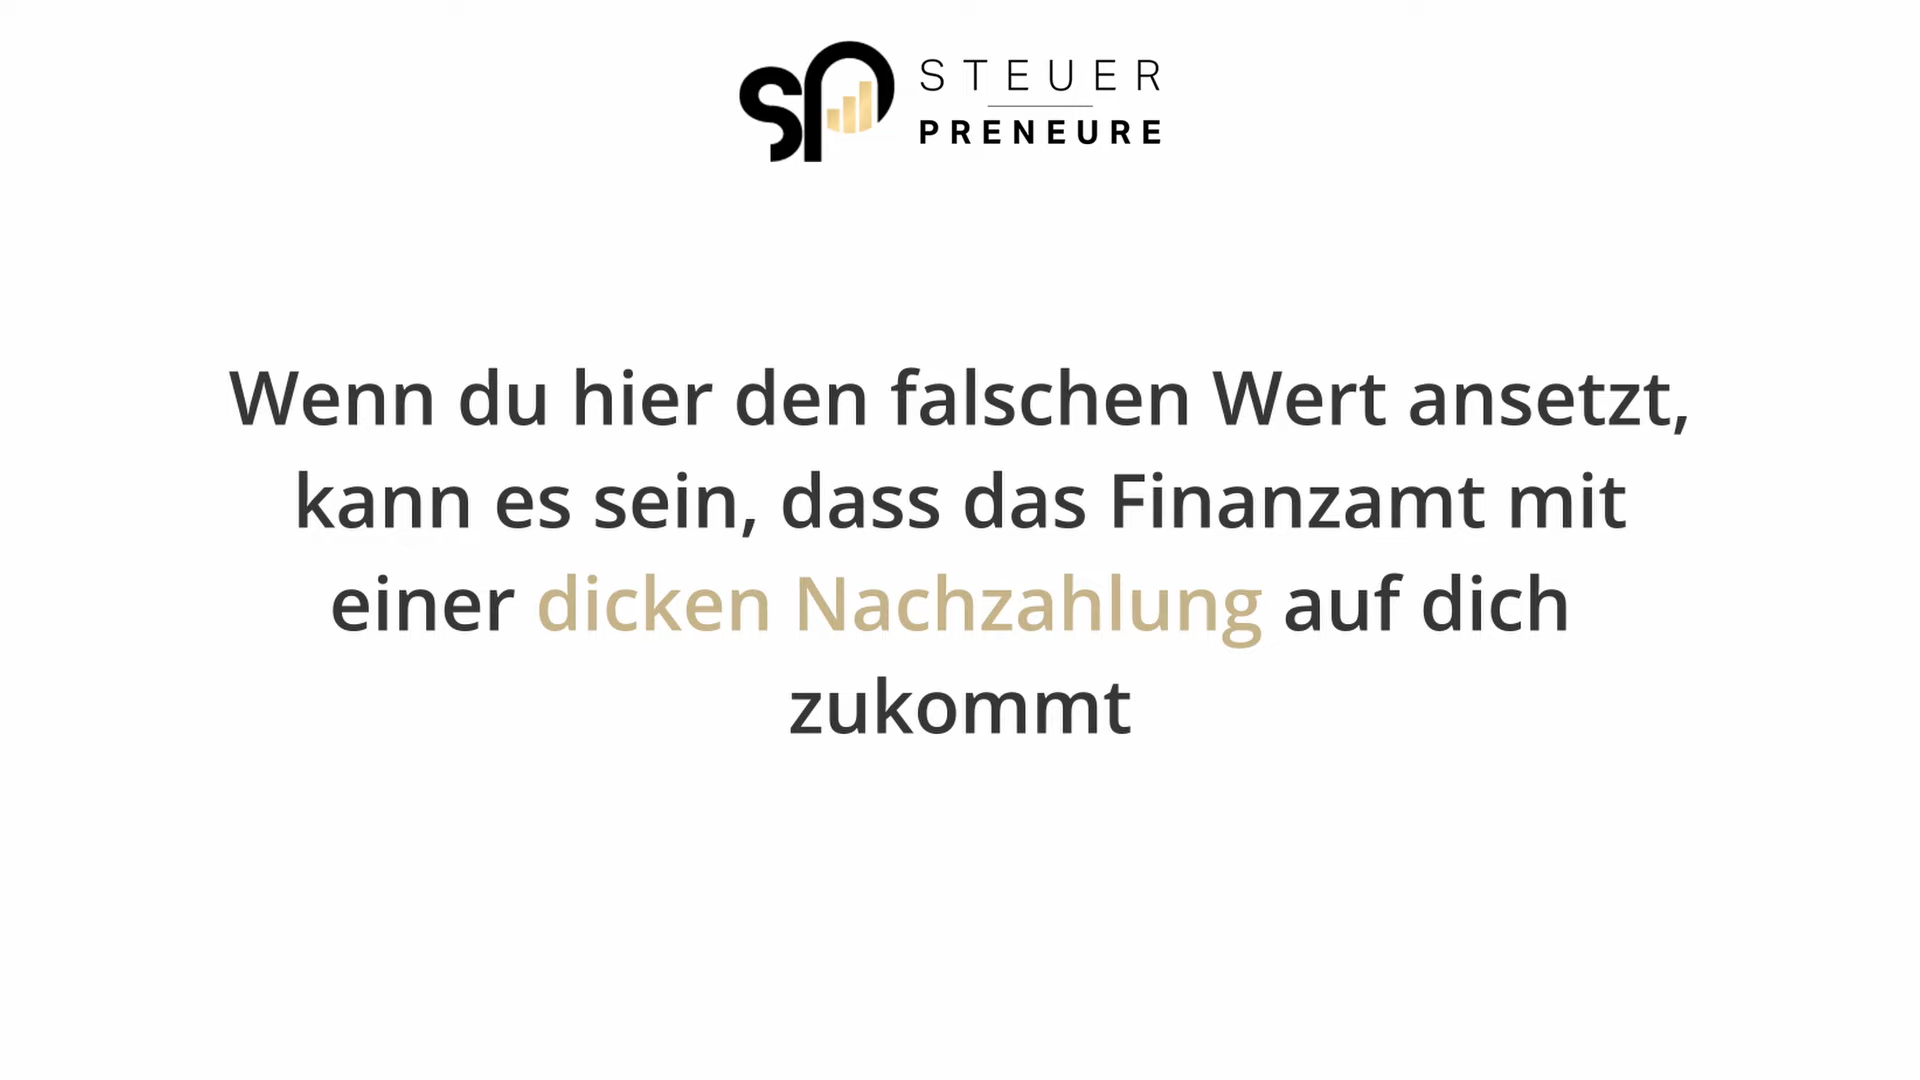 SP
STEUER
PRENEURE
Wenn du hier den falschen Wert ansetzt,
kann es sein, dass das Finanzamt mit
einer dicken Nachzahlung auf dich
zukommt